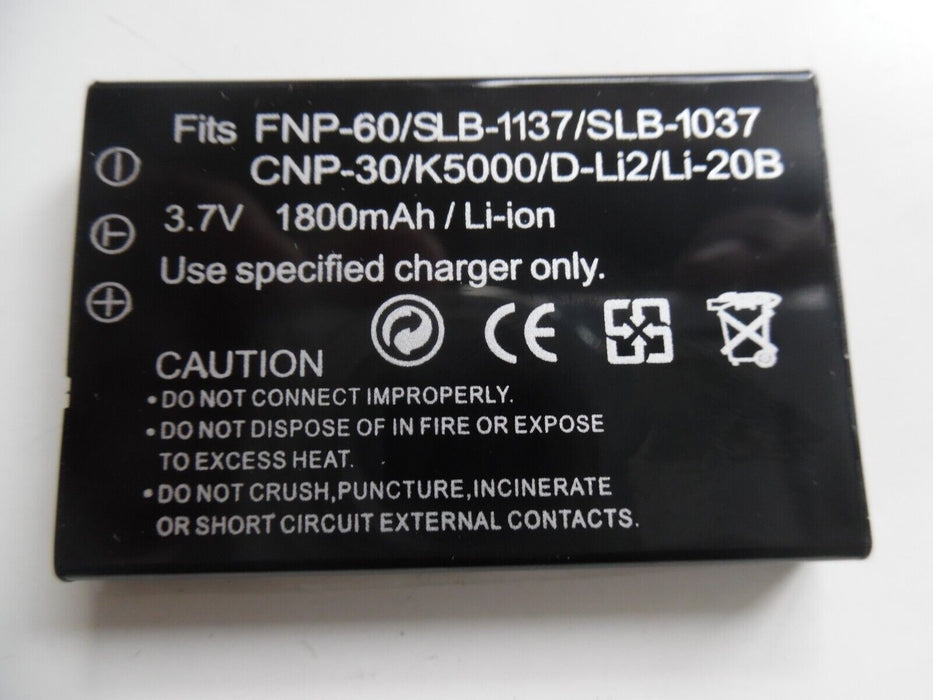 Fits FNP-60/SLB-1137/SLB-1037
CNP-30/K5000/D-Li2/Li-20B
3.7V 1800mAh / Li-ion
Use specified charger only.
CE
CAUTION
•DO NOT CONNECT IMPROPERLY.
•DO NOT DISPOSE OF IN FIRE OR EXPOSE
TO EXCESS HEAT.
•DO NOT CRUSH,PUNCTURE,INCINERATE
OR SHORT CIRCUIT EXTERNAL CONTACTS.